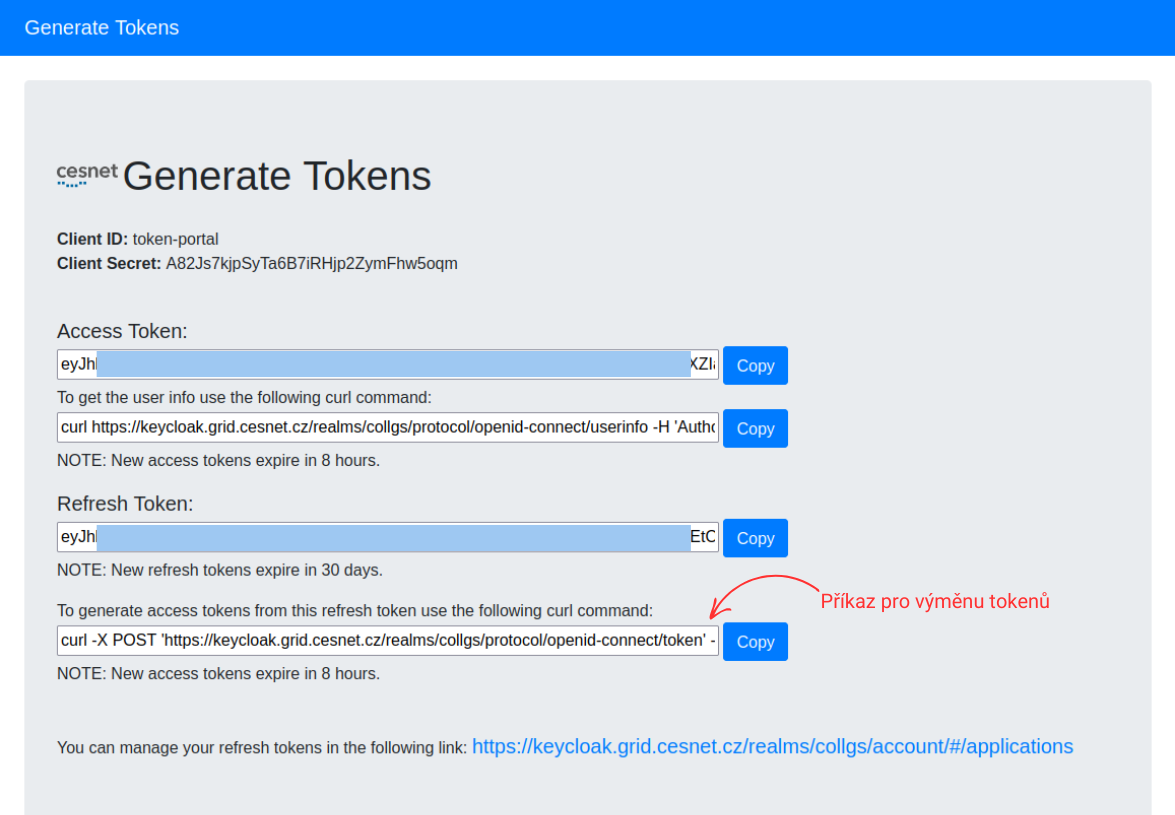 Generate Tokens
cesnet Generate Tokens
Client ID: token-portal
Client Secret: A82Js7kjpSyTa6B7iRHjp2ZymFhw5oqm
Access Token:
eyJh XZI
Copy
To get the user info use the following curl command:
curl https://keycloak.grid.cesnet.cz/realms/collgs/protocol/openid-connect/userinfo -H 'Autho
Copy
NOTE: New access tokens expire in 8 hours.
Refresh Token:
eyJh EtC
Copy
NOTE: New refresh tokens expire in 30 days.
To generate access tokens from this refresh token use the following curl command:
Příkaz pro výměnu tokenů
curl -X POST 'https://keycloak.grid.cesnet.cz/realms/collgs/protocol/openid-connect/token' -
Copy
NOTE: New access tokens expire in 8 hours.
You can manage your refresh tokens in the following link: https://keycloak.grid.cesnet.cz/realms/collgs/account/#/applications